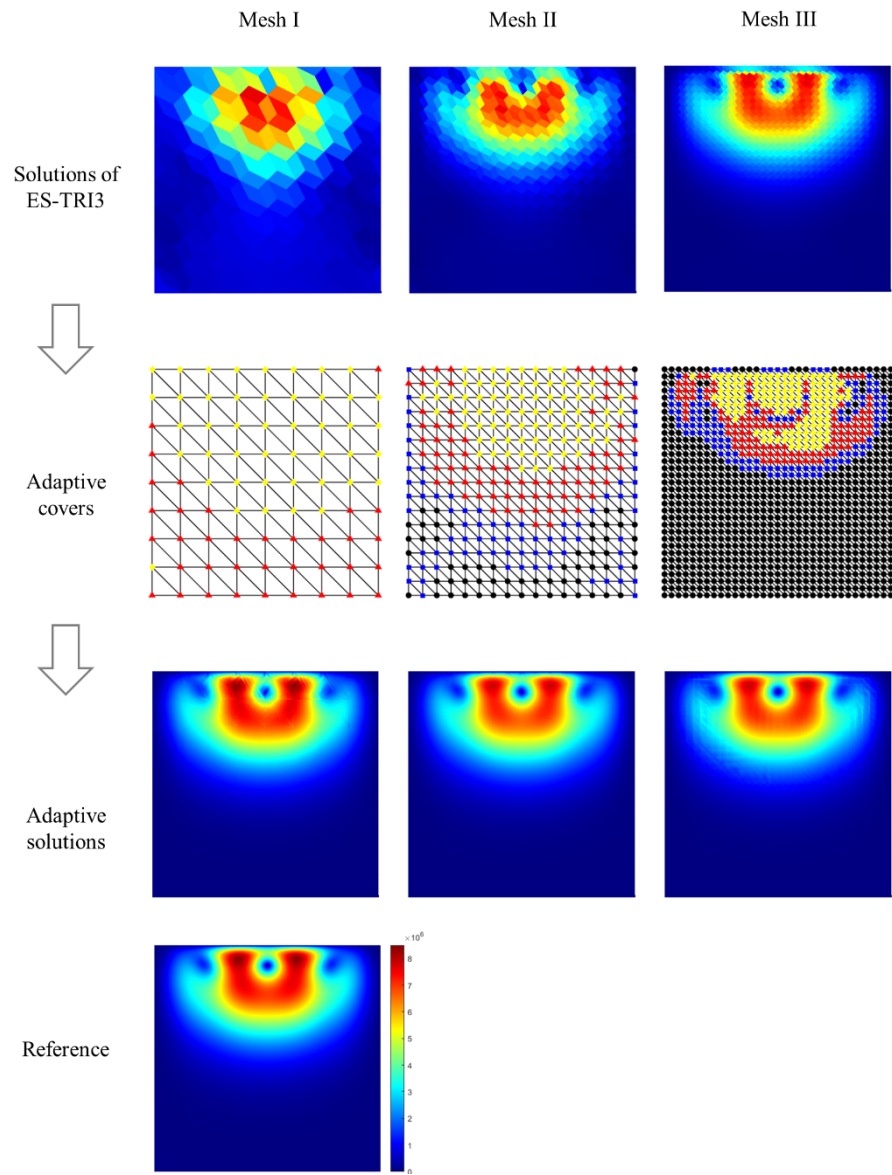 Mesh I
Mesh II
Mesh III
Solutions of
ES-TRI3
Adaptive
covers
Adaptive
solutions
Reference
×10⁶
8
7
6
5
4
3
2
1
0